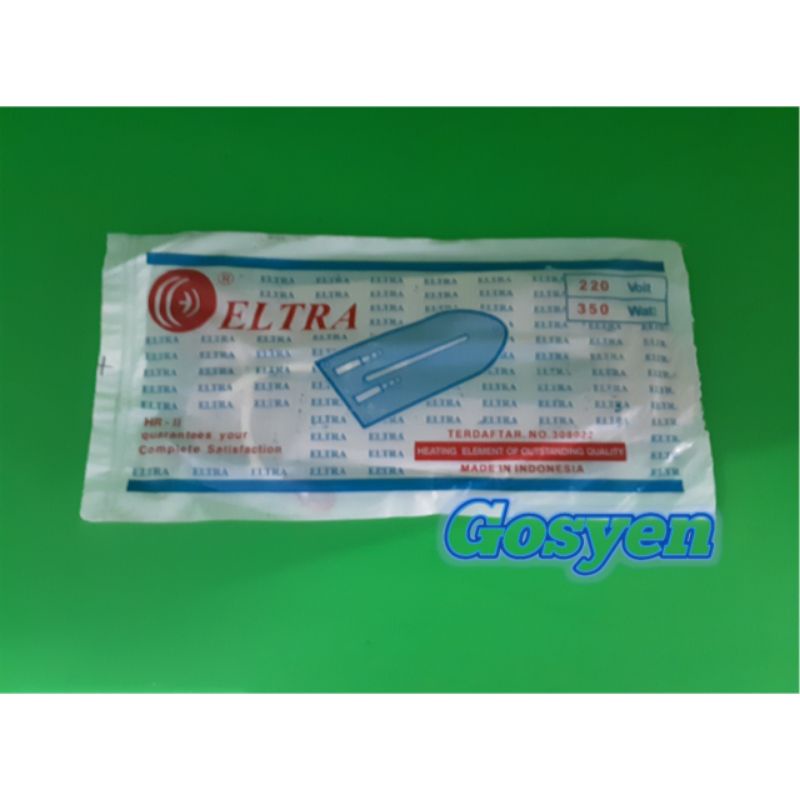 ® ELTRA
220 Volt
350 Watt
HR - II
guarantees your
Complete Satisfaction
TERDAFTAR. NO.
HEATING ELEMENT OF OUTSTANDING QUALITY
MADE IN INDONESIA
Gosyen